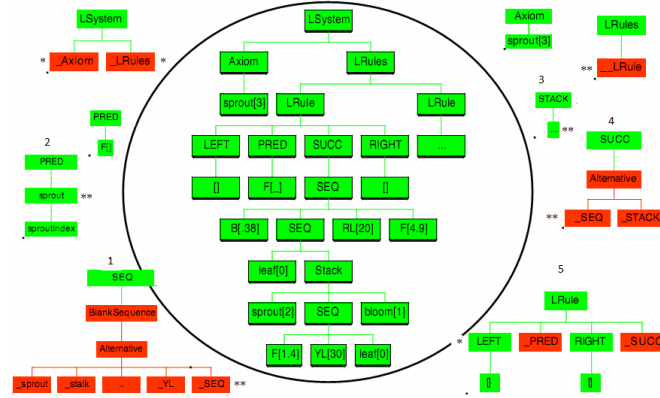 LSystem
* _Axiom _LRules *
LSystem
Axiom LRules
sprout[3] LRule LRule
LEFT PRED SUCC RIGHT ...
[] F[_] SEQ []
B[.38] SEQ RL[20] F[4.9]
leaf[0] Stack
sprout[2] SEQ bloom[1]
F[1.4] YL[30] leaf[0]
Axiom
sprout[3]
LRules
** __LRule
3
STACK
... **
4
SUCC
Alternative
** _SEQ _STACK
PRED
F[]
2
PRED
sprout **
sproutIndex
1
SEQ
BlankSequence
Alternative
_sprout _stalk .. _YL _SEQ **
5
LRule
* LEFT _PRED RIGHT _SUCC
[] []